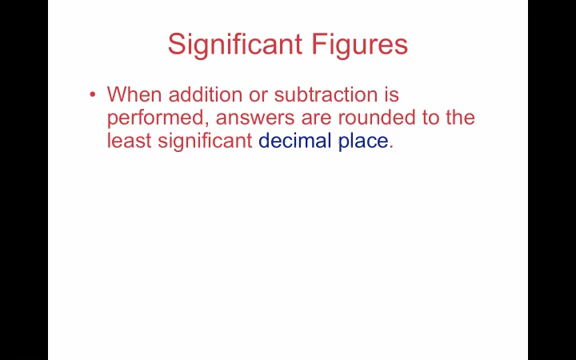 Significant Figures
• When addition or subtraction is
performed, answers are rounded to the
least significant decimal place.